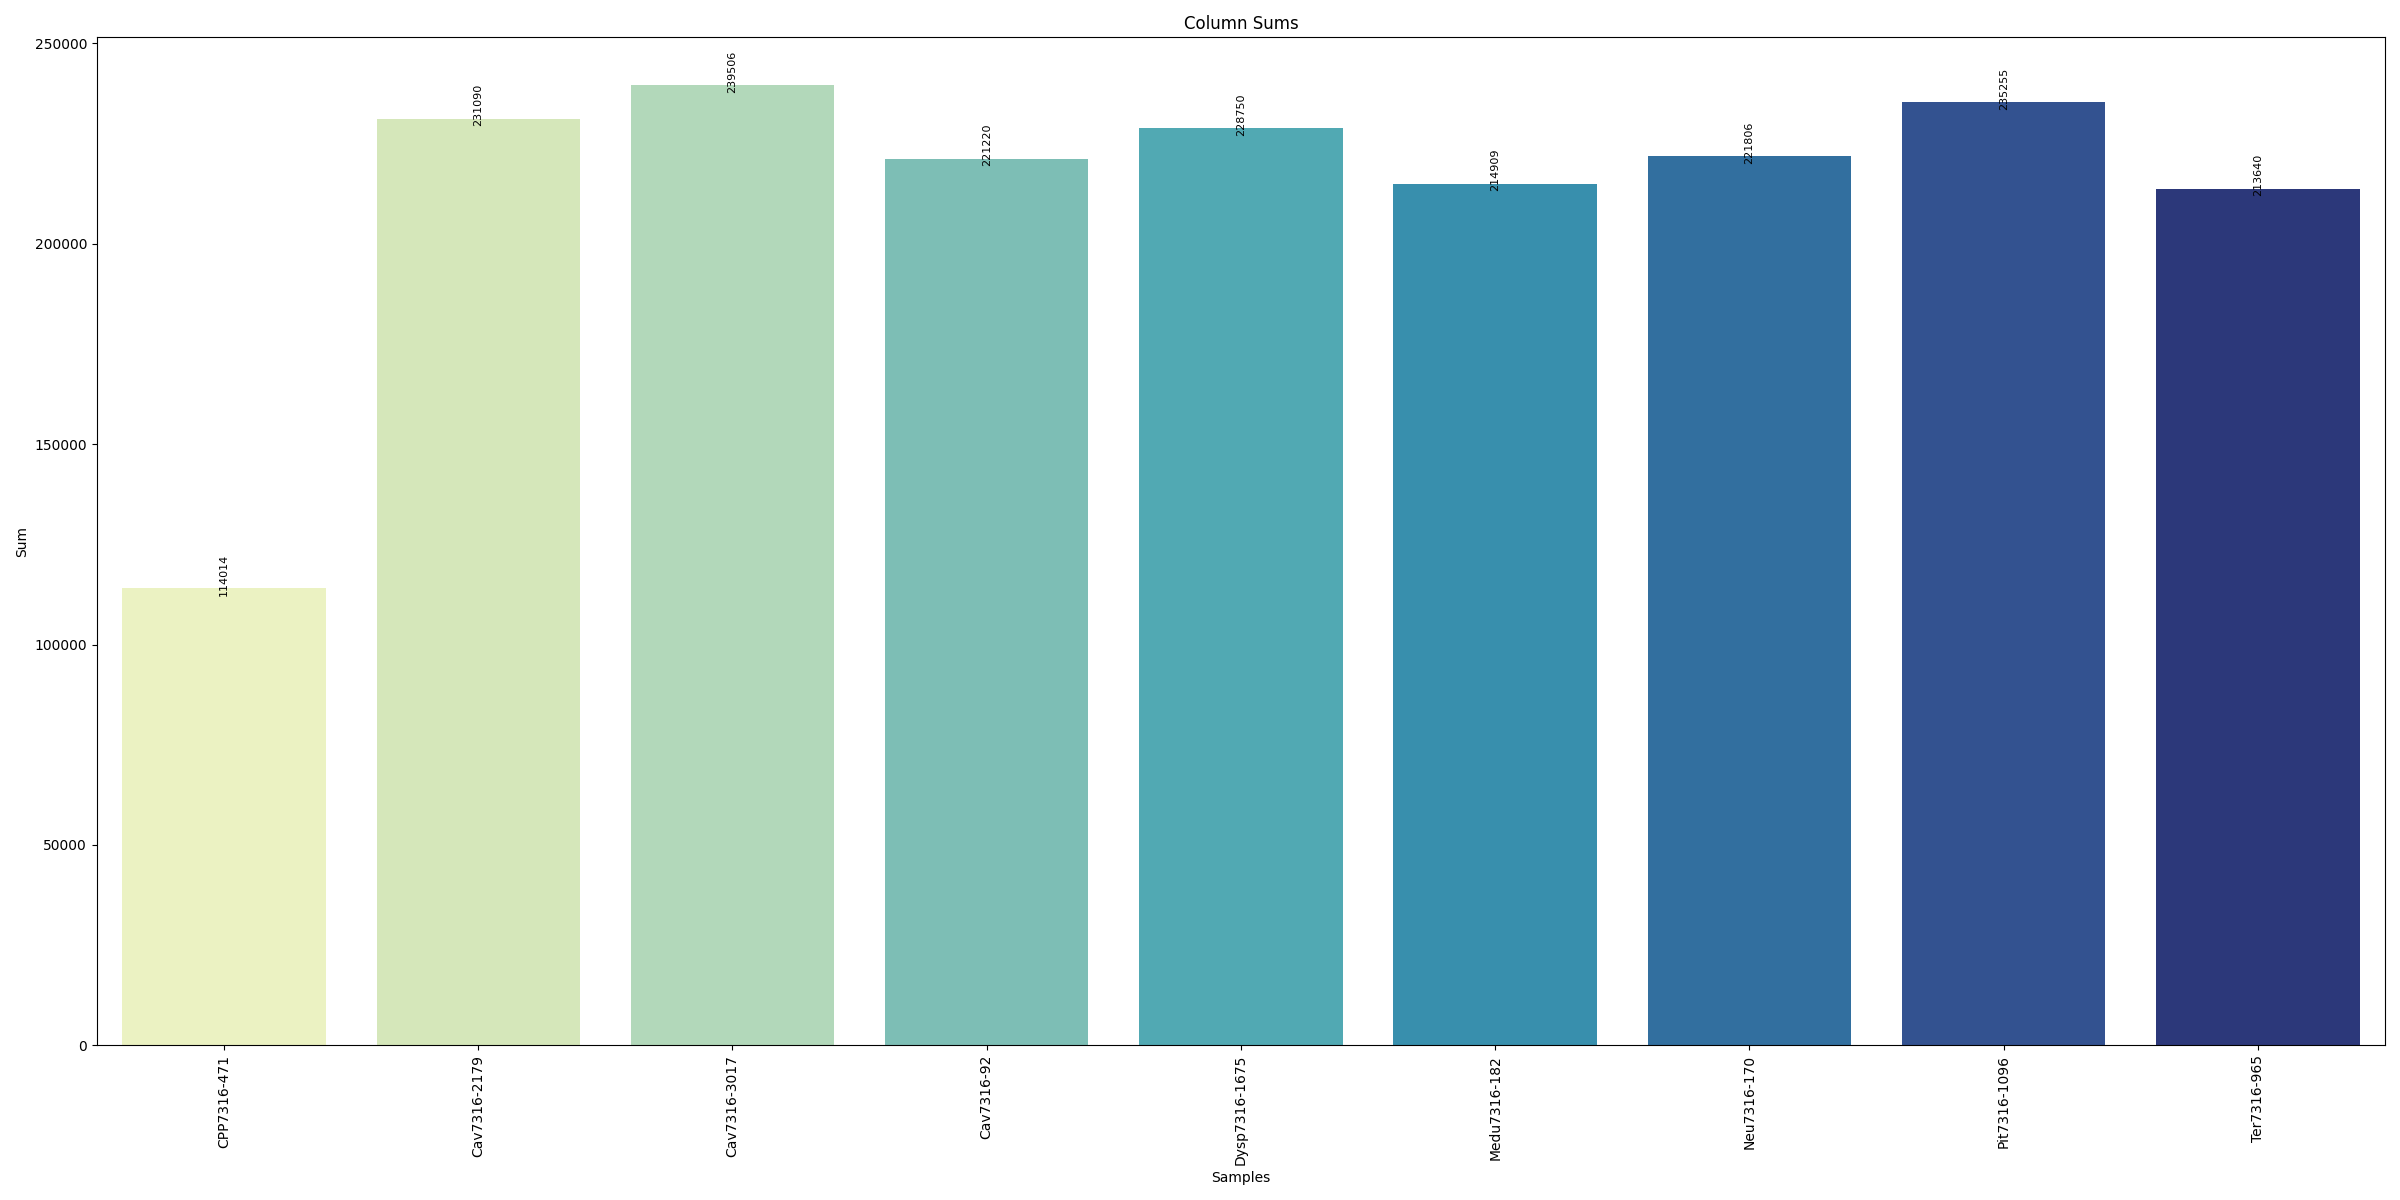 Column Sums
250000
200000
150000
100000
50000
0
Sum
114014
231090
239506
221220
228750
214909
221806
235255
213640
CPP7316-471
Cav7316-2179
Cav7316-3017
Cav7316-92
Dysp7316-1675
Medu7316-182
Neu7316-170
Pit7316-1096
Ter7316-965
Samples